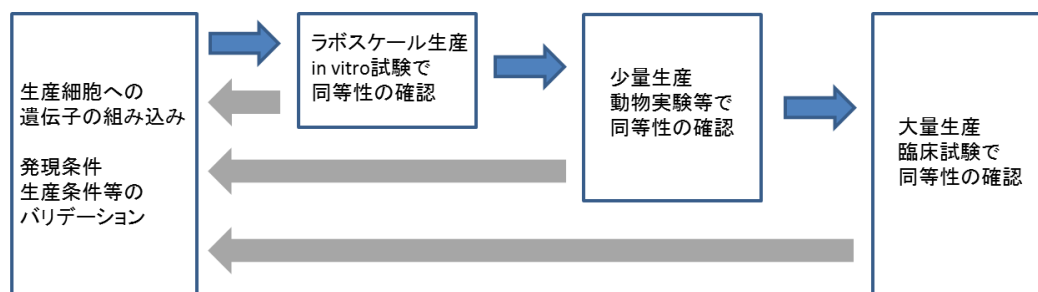 生産細胞への
遺伝子の組み込み
発現条件
生産条件等の
バリデーション
ラボスケール生産
in vitro試験で
同等性の確認
少量生産
動物実験等で
同等性の確認
大量生産
臨床試験で
同等性の確認